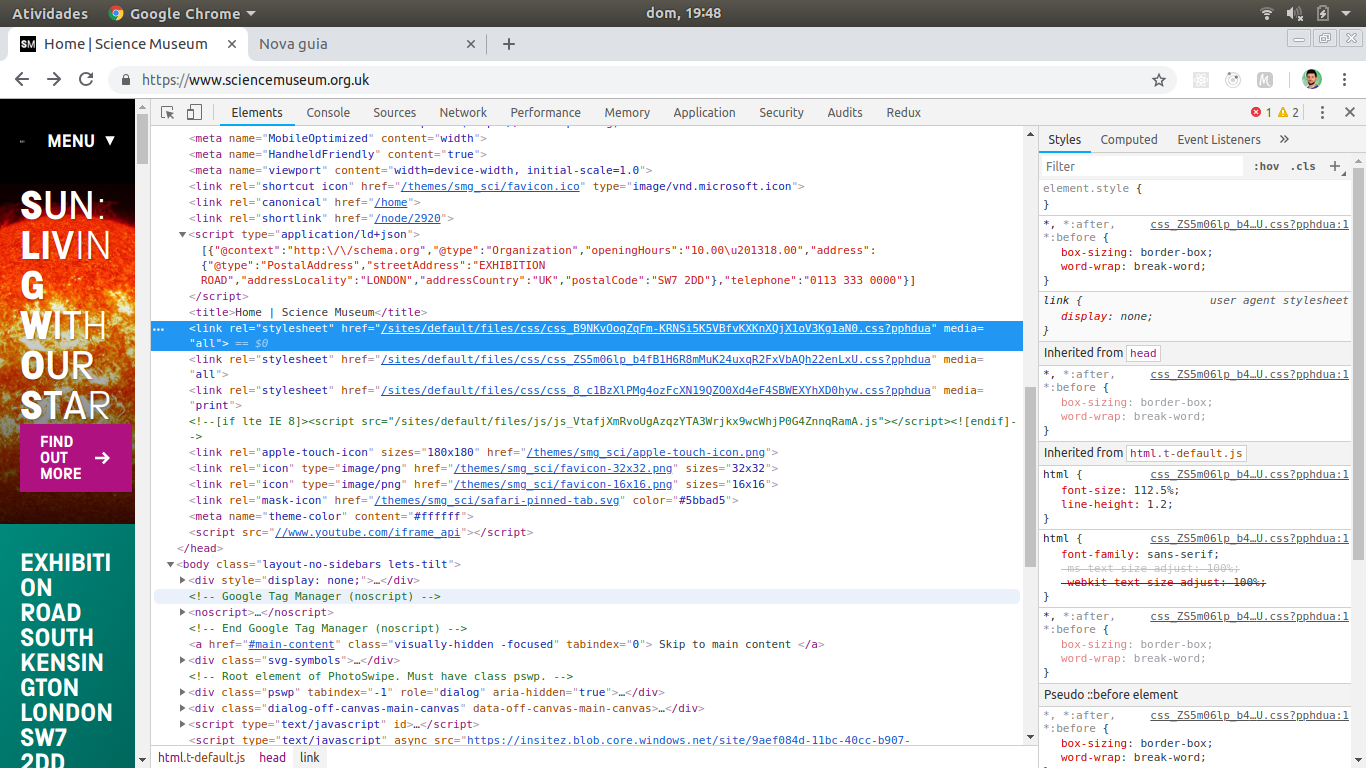 Atividades Google Chrome dom, 19:48
SM Home | Science Museum Nova guia
https://www.sciencemuseum.org.uk
MENU ▼
SUN:
LIVIN
G
WITH
OUR
STAR
FIND
OUT
MORE
EXHIBITI
ON
ROAD
SOUTH
KENSIN
GTON
LONDON
SW7
2DD
Elements Console Sources Network Performance Memory Application Security Audits Redux 1 2
<meta name="MobileOptimized" content="width">
<meta name="HandheldFriendly" content="true">
<meta name="viewport" content="width=device-width, initial-scale=1.0">
<link rel="shortcut icon" href="/themes/smg_sci/favicon.ico" type="image/vnd.microsoft.icon">
<link rel="canonical" href="/home">
<link rel="shortlink" href="/node/2920">
<script type="application/ld+json">
[{"@context":"http:\/\/schema.org","@type":"Organization","openingHours":"10.00\u201318.00","address":
{"@type":"PostalAddress","streetAddress":"EXHIBITION
ROAD","addressLocality":"LONDON","addressCountry":"UK","postalCode":"SW7 2DD"},"telephone":"0113 333 0000"}]
</script>
<title>Home | Science Museum</title>
<link rel="stylesheet" href="/sites/default/files/css/css_B9NKvOoqZqFm-KRNSi5K5VBfvKXKnXQjX1oV3Kg1aN0.css?pphdua" media=
"all"> == $0
<link rel="stylesheet" href="/sites/default/files/css/css_ZS5m06lp_b4fB1H6R8mMuK24uxqR2FxVbAQh22enLxU.css?pphdua" media=
"all">
<link rel="stylesheet" href="/sites/default/files/css/css_8_c1BzXlPMg4ozFcXN19QZO0Xd4eF4SBWEXYhXD0hyw.css?pphdua" media=
"print">
<!--[if lte IE 8]><script src="/sites/default/files/js/js_VtafjXmRvoUgAzqzYTA3Wrjkx9wcWhjP0G4ZnnqRamA.js"></script><![endif]-
->
<link rel="apple-touch-icon" sizes="180x180" href="/themes/smg_sci/apple-touch-icon.png">
<link rel="icon" type="image/png" href="/themes/smg_sci/favicon-32x32.png" sizes="32x32">
<link rel="icon" type="image/png" href="/themes/smg_sci/favicon-16x16.png" sizes="16x16">
<link rel="mask-icon" href="/themes/smg_sci/safari-pinned-tab.svg" color="#5bbad5">
<meta name="theme-color" content="#ffffff">
<script src="//www.youtube.com/iframe_api"></script>
</head>
<body class="layout-no-sidebars lets-tilt">
<div style="display: none;">…</div>
<!-- Google Tag Manager (noscript) -->
<noscript>…</noscript>
<!-- End Google Tag Manager (noscript) -->
<a href="#main-content" class="visually-hidden -focused" tabindex="0"> Skip to main content </a>
<div class="svg-symbols">…</div>
<!-- Root element of PhotoSwipe. Must have class pswp. -->
<div class="pswp" tabindex="-1" role="dialog" aria-hidden="true">…</div>
<div class="dialog-off-canvas-main-canvas" data-off-canvas-main-canvas>…</div>
<script type="text/javascript" id>…</script>
<script type="text/javascript" async src="https://insitez.blob.core.windows.net/site/9aef084d-11bc-40cc-b907-
html.t-default.js head link
Styles Computed Event Listeners »
Filter :hov .cls +
element.style {
}
*, *:after, css_ZS5m06lp_b4…U.css?pphdua:1
*:before {
box-sizing: border-box;
word-wrap: break-word;
}
link { user agent stylesheet
display: none;
}
Inherited from head
*, *:after, css_ZS5m06lp_b4…U.css?pphdua:1
*:before {
box-sizing: border-box;
word-wrap: break-word;
}
Inherited from html.t-default.js
html { css_ZS5m06lp_b4…U.css?pphdua:1
font-size: 112.5%;
line-height: 1.2;
}
html { css_ZS5m06lp_b4…U.css?pphdua:1
font-family: sans-serif;
-ms-text-size-adjust: 100%;
-webkit-text-size-adjust: 100%;
}
*, *:after, css_ZS5m06lp_b4…U.css?pphdua:1
*:before {
box-sizing: border-box;
word-wrap: break-word;
}
Pseudo ::before element
*, *:after, css_ZS5m06lp_b4…U.css?pphdua:1
*:before {
box-sizing: border-box;
word-wrap: break-word;